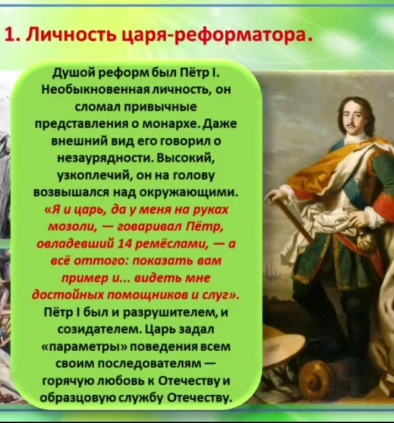 1. Личность царя-реформатора.
Душой реформ был Пётр I.
Необыкновенная личность, он
сломал привычные
представления о монархе. Даже
внешний вид его говорил о
незаурядности. Высокий,
узкоплечий, он на голову
возвышался над окружающими.
«Я и царь, да у меня на руках
мозоли, — говаривал Пётр,
овладевший 14 ремёслами, — а
всё оттого: показать вам
пример и... видеть мне
достойных помощников и слуг».
Пётр I был и разрушителем, и
созидателем. Царь задал
«параметры» поведения всем
своим последователям —
горячую любовь к Отечеству и
образцовую службу Отечеству.